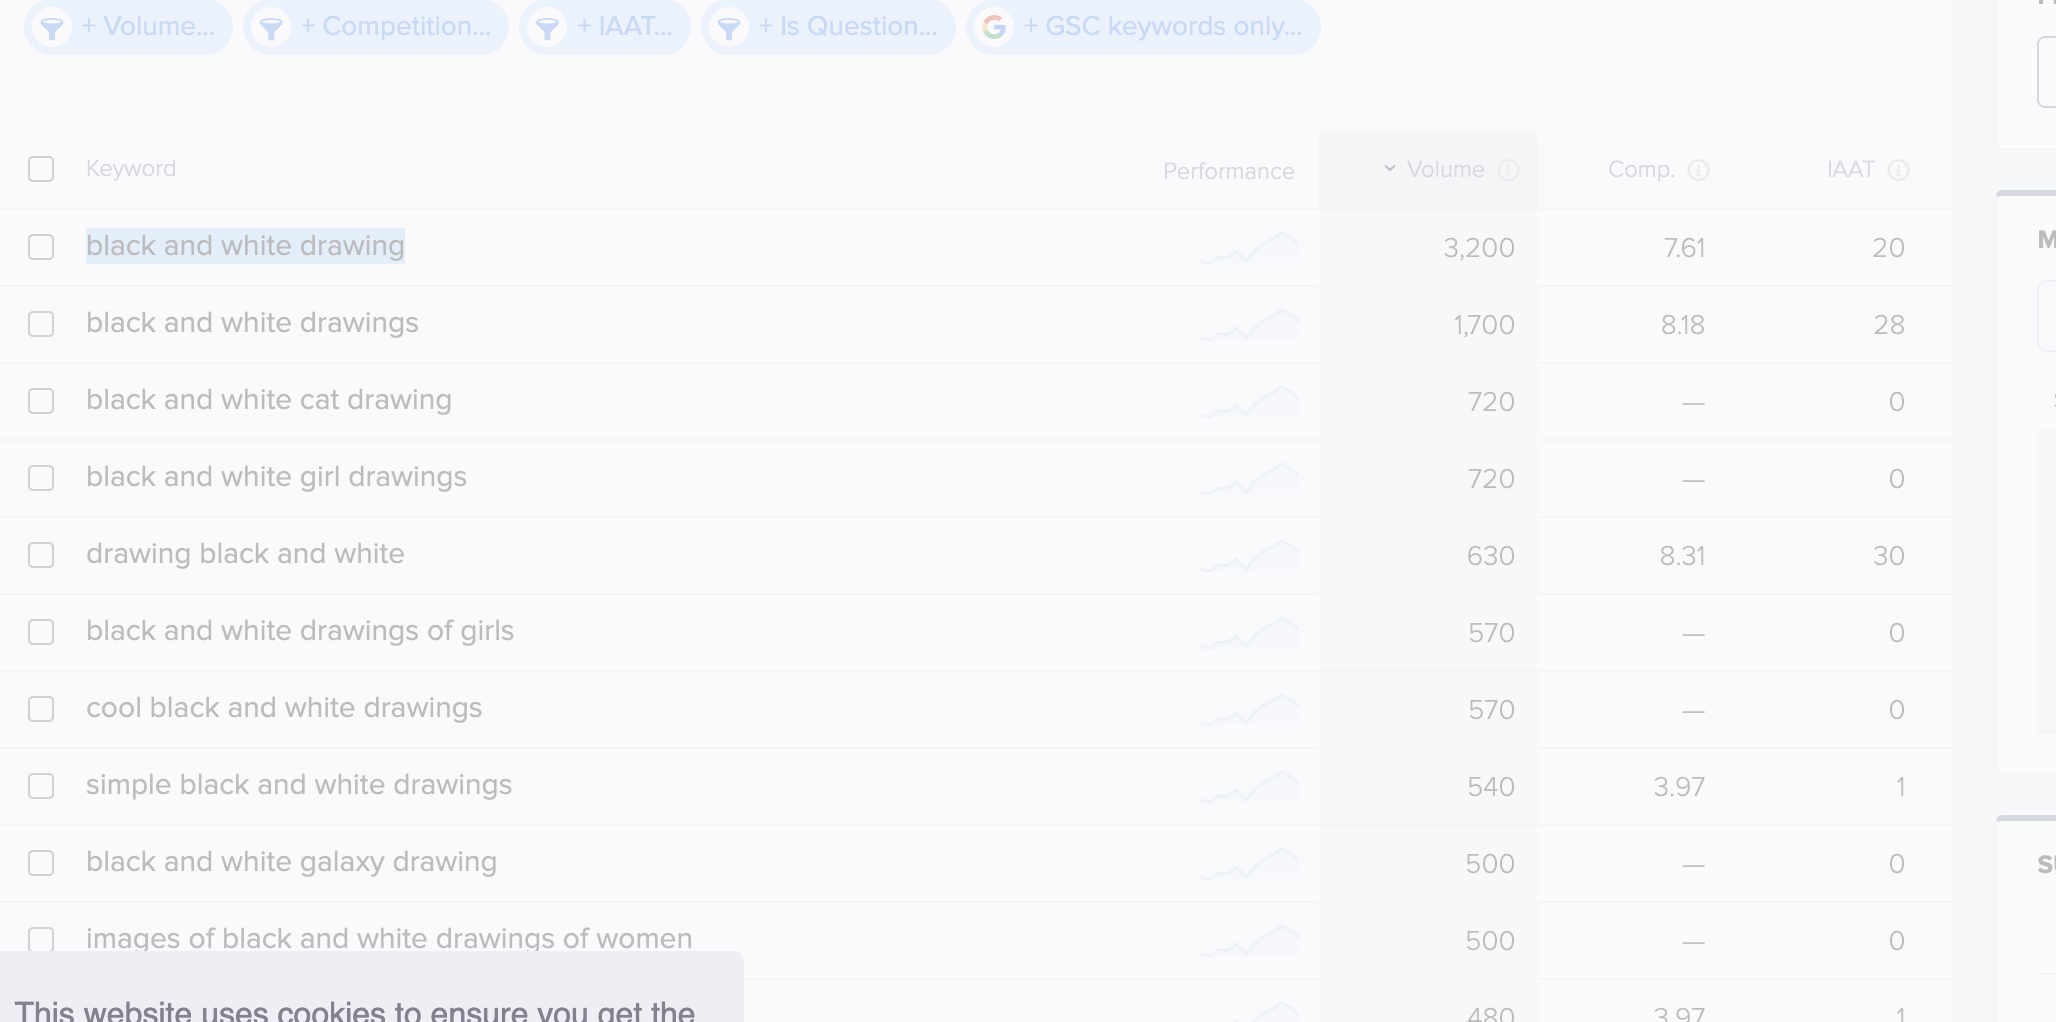 + Volume... + Competition... + IAAT... + Is Question... + GSC keywords only...
Keyword Performance Volume Comp. IAAT
black and white drawing 3,200 7.61 20
black and white drawings 1,700 8.18 28
black and white cat drawing 720 — 0
black and white girl drawings 720 — 0
drawing black and white 630 8.31 30
black and white drawings of girls 570 — 0
cool black and white drawings 570 — 0
simple black and white drawings 540 3.97 1
black and white galaxy drawing 500 — 0
images of black and white drawings of women 500 — 0
480 3.97 1
This website uses cookies to ensure you get the